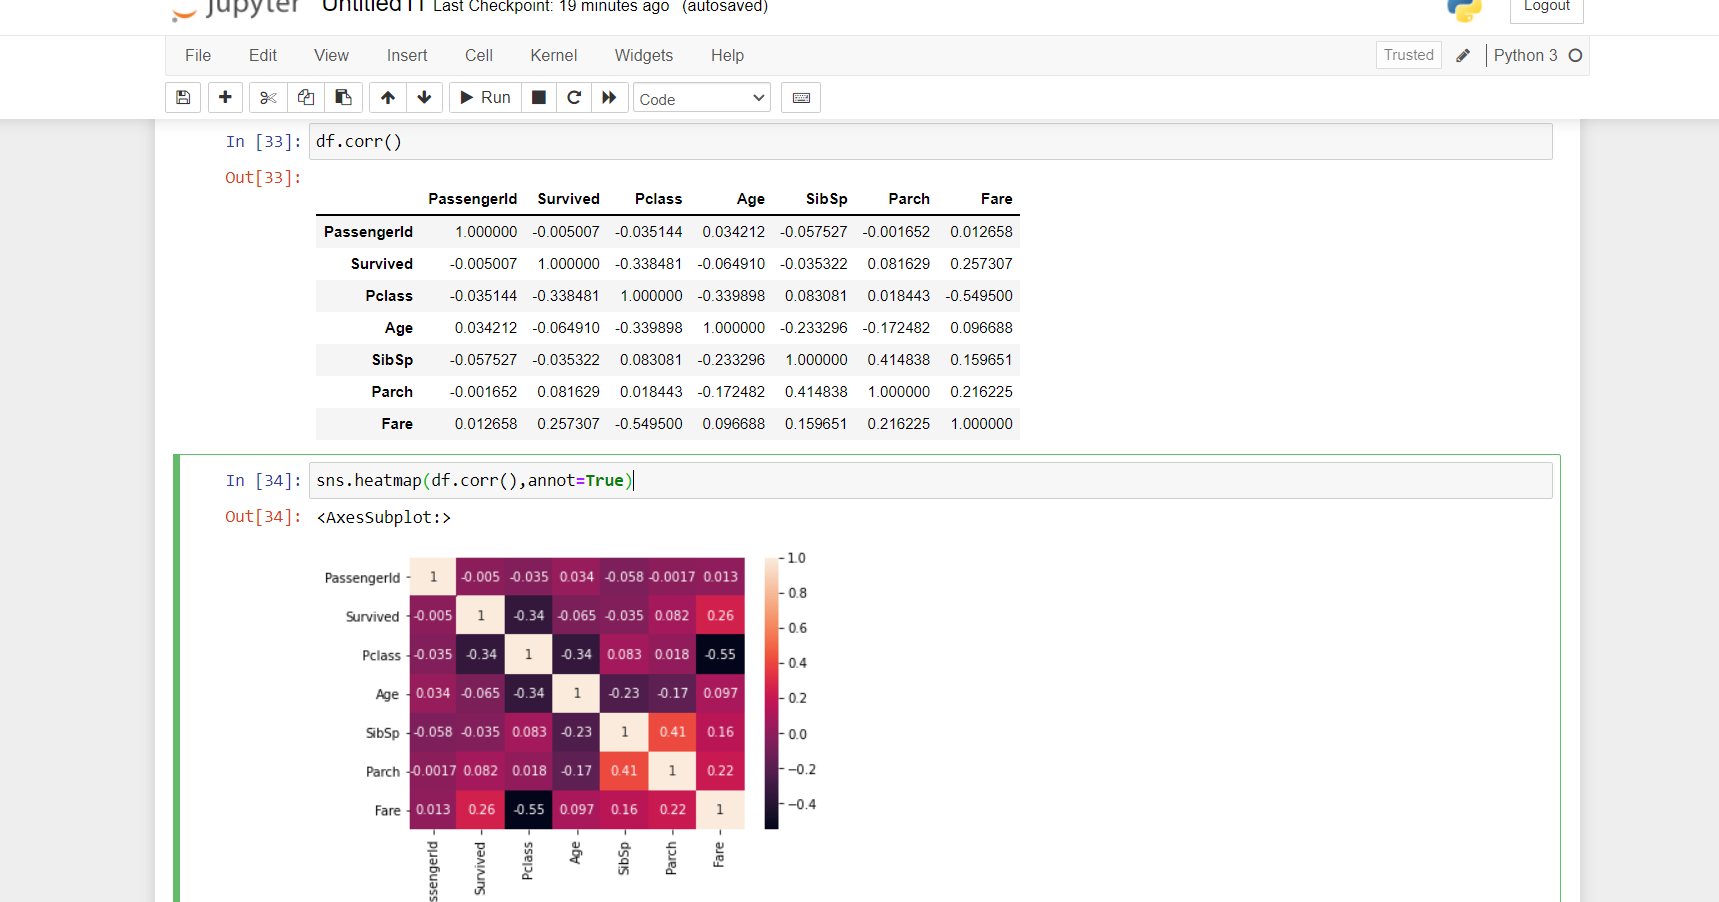 jupyter Untitled11 Last Checkpoint: 19 minutes ago (autosaved) Logout
File Edit View Insert Cell Kernel Widgets Help Trusted Python 3
Run Code
In [33]: df.corr()
Out[33]:
PassengerId Survived Pclass Age SibSp Parch Fare
PassengerId 1.000000 -0.005007 -0.035144 0.034212 -0.057527 -0.001652 0.012658
Survived -0.005007 1.000000 -0.338481 -0.064910 -0.035322 0.081629 0.257307
Pclass -0.035144 -0.338481 1.000000 -0.339898 0.083081 0.018443 -0.549500
Age 0.034212 -0.064910 -0.339898 1.000000 -0.233296 -0.172482 0.096688
SibSp -0.057527 -0.035322 0.083081 -0.233296 1.000000 0.414838 0.159651
Parch -0.001652 0.081629 0.018443 -0.172482 0.414838 1.000000 0.216225
Fare 0.012658 0.257307 -0.549500 0.096688 0.159651 0.216225 1.000000
In [34]: sns.heatmap(df.corr(),annot=True)
Out[34]: <AxesSubplot:>
1.0
PassengerId 1 -0.005 -0.035 0.034 -0.058 -0.0017 0.013
0.8
Survived -0.005 1 -0.34 -0.065 -0.035 0.082 0.26
0.6
Pclass -0.035 -0.34 1 -0.34 0.083 0.018 -0.55
0.4
Age 0.034 -0.065 -0.34 1 -0.23 -0.17 0.097
0.2
SibSp -0.058 -0.035 0.083 -0.23 1 0.41 0.16
0.0
Parch -0.0017 0.082 0.018 -0.17 0.41 1 0.22
−0.2
Fare 0.013 0.26 -0.55 0.097 0.16 0.22 1
−0.4
ssengerId Survived Pclass Age SibSp Parch Fare